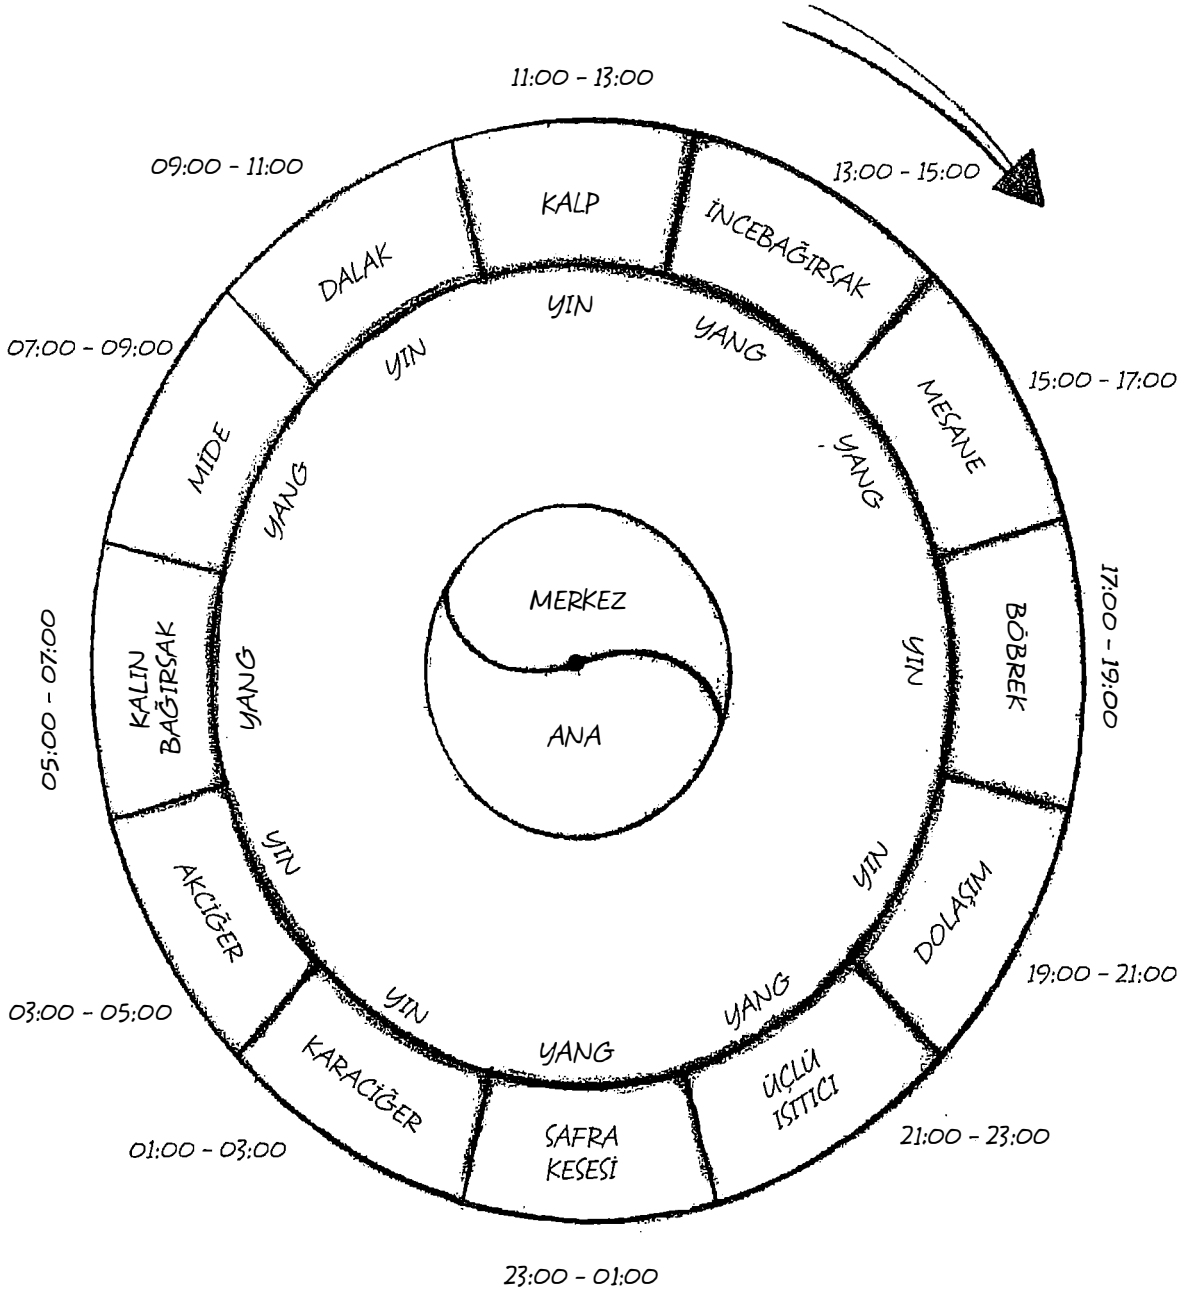 11:00 - 13:00
13:00 - 15:00
15:00 - 17:00
17:00 - 19:00
19:00 - 21:00
21:00 - 23:00
23:00 - 01:00
01:00 - 03:00
03:00 - 05:00
05:00 - 07:00
07:00 - 09:00
09:00 - 11:00
KALP
İNCEBAĞIRSAK
MESANE
BÖBREK
DOLAŞIM
ÜÇLÜ
ISITICI
SAFRA
KESESİ
KARACİĞER
AKCİĞER
KALIN
BAĞIRSAK
MİDE
DALAK
YIN
YANG
YANG
YIN
YIN
YANG
YANG
YIN
YIN
YANG
YANG
YIN
MERKEZ
ANA